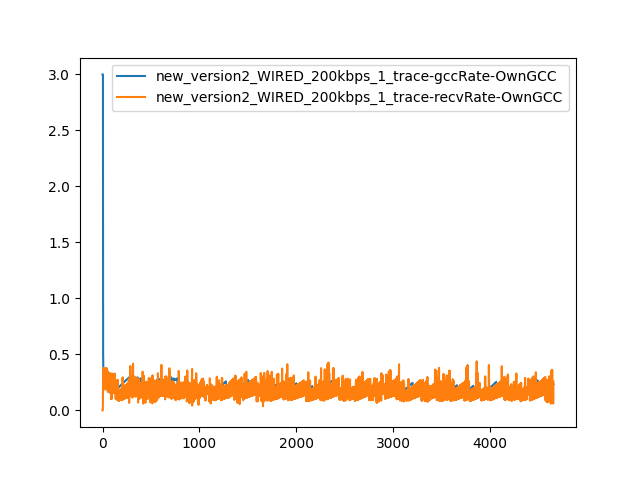 new_version2_WIRED_200kbps_1_trace-gccRate-OwnGCC
new_version2_WIRED_200kbps_1_trace-recvRate-OwnGCC
3.0
2.5
2.0
1.5
1.0
0.5
0.0
0 1000 2000 3000 4000